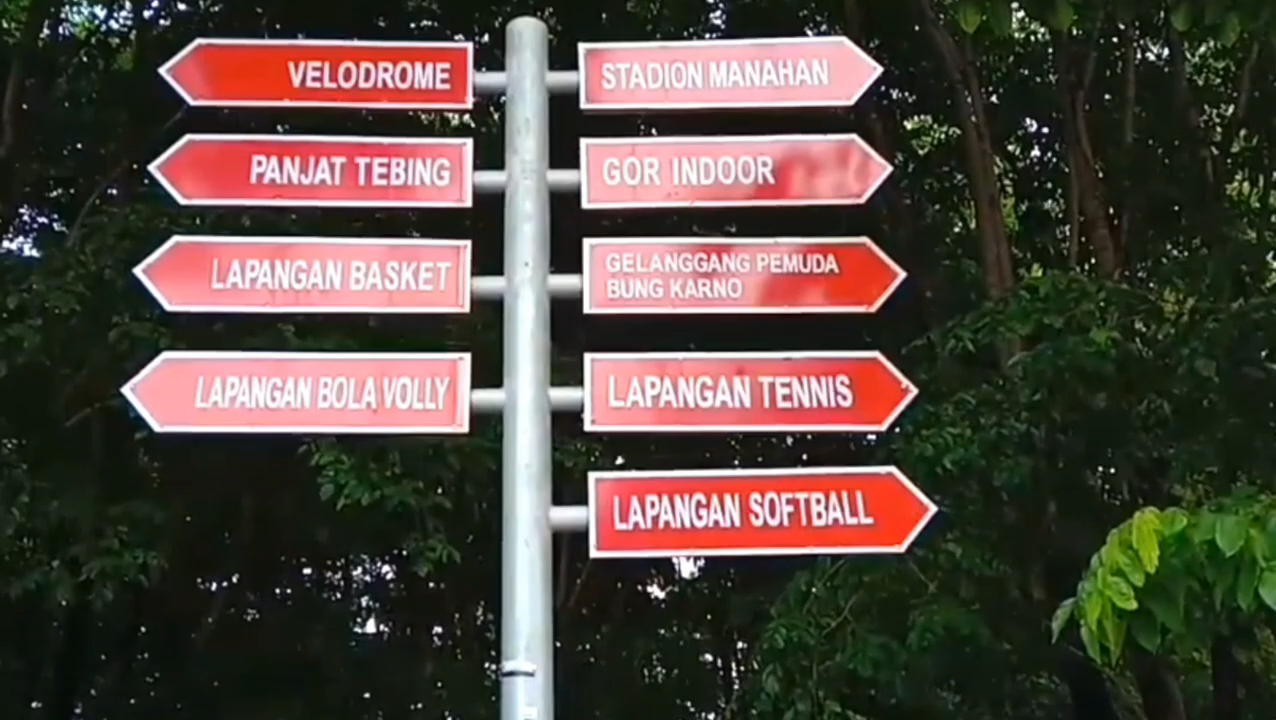 VELODROME
PANJAT TEBING
LAPANGAN BASKET
LAPANGAN BOLA VOLLY
STADION MANAHAN
GOR INDOOR
GELANGGANG PEMUDA
BUNG KARNO
LAPANGAN TENNIS
LAPANGAN SOFTBALL